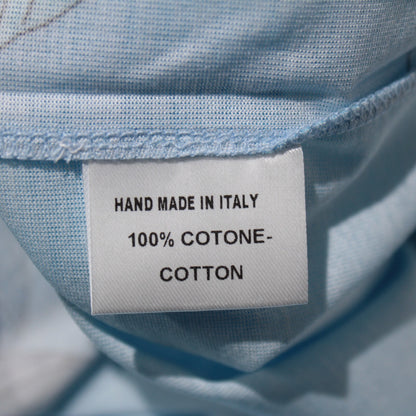 HAND MADE IN ITALY
100% COTONE-
COTTON